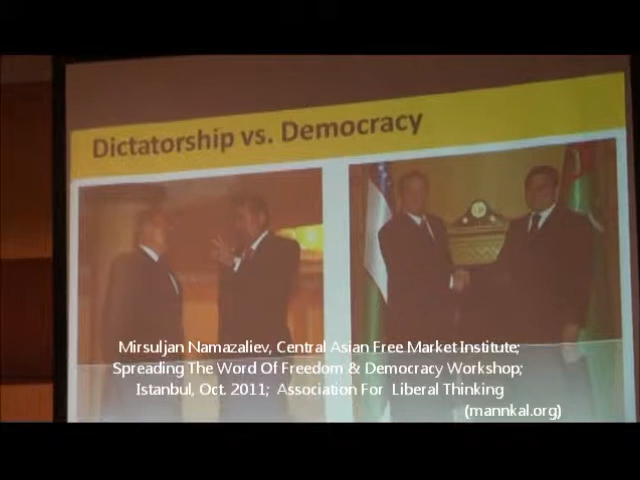 Dictatorship vs. Democracy
Mirsuljan Namazaliev, Central Asian Free Market Institute;
Spreading The Word Of Freedom & Democracy Workshop;
Istanbul, Oct. 2011; Association For Liberal Thinking
(mannkal.org)